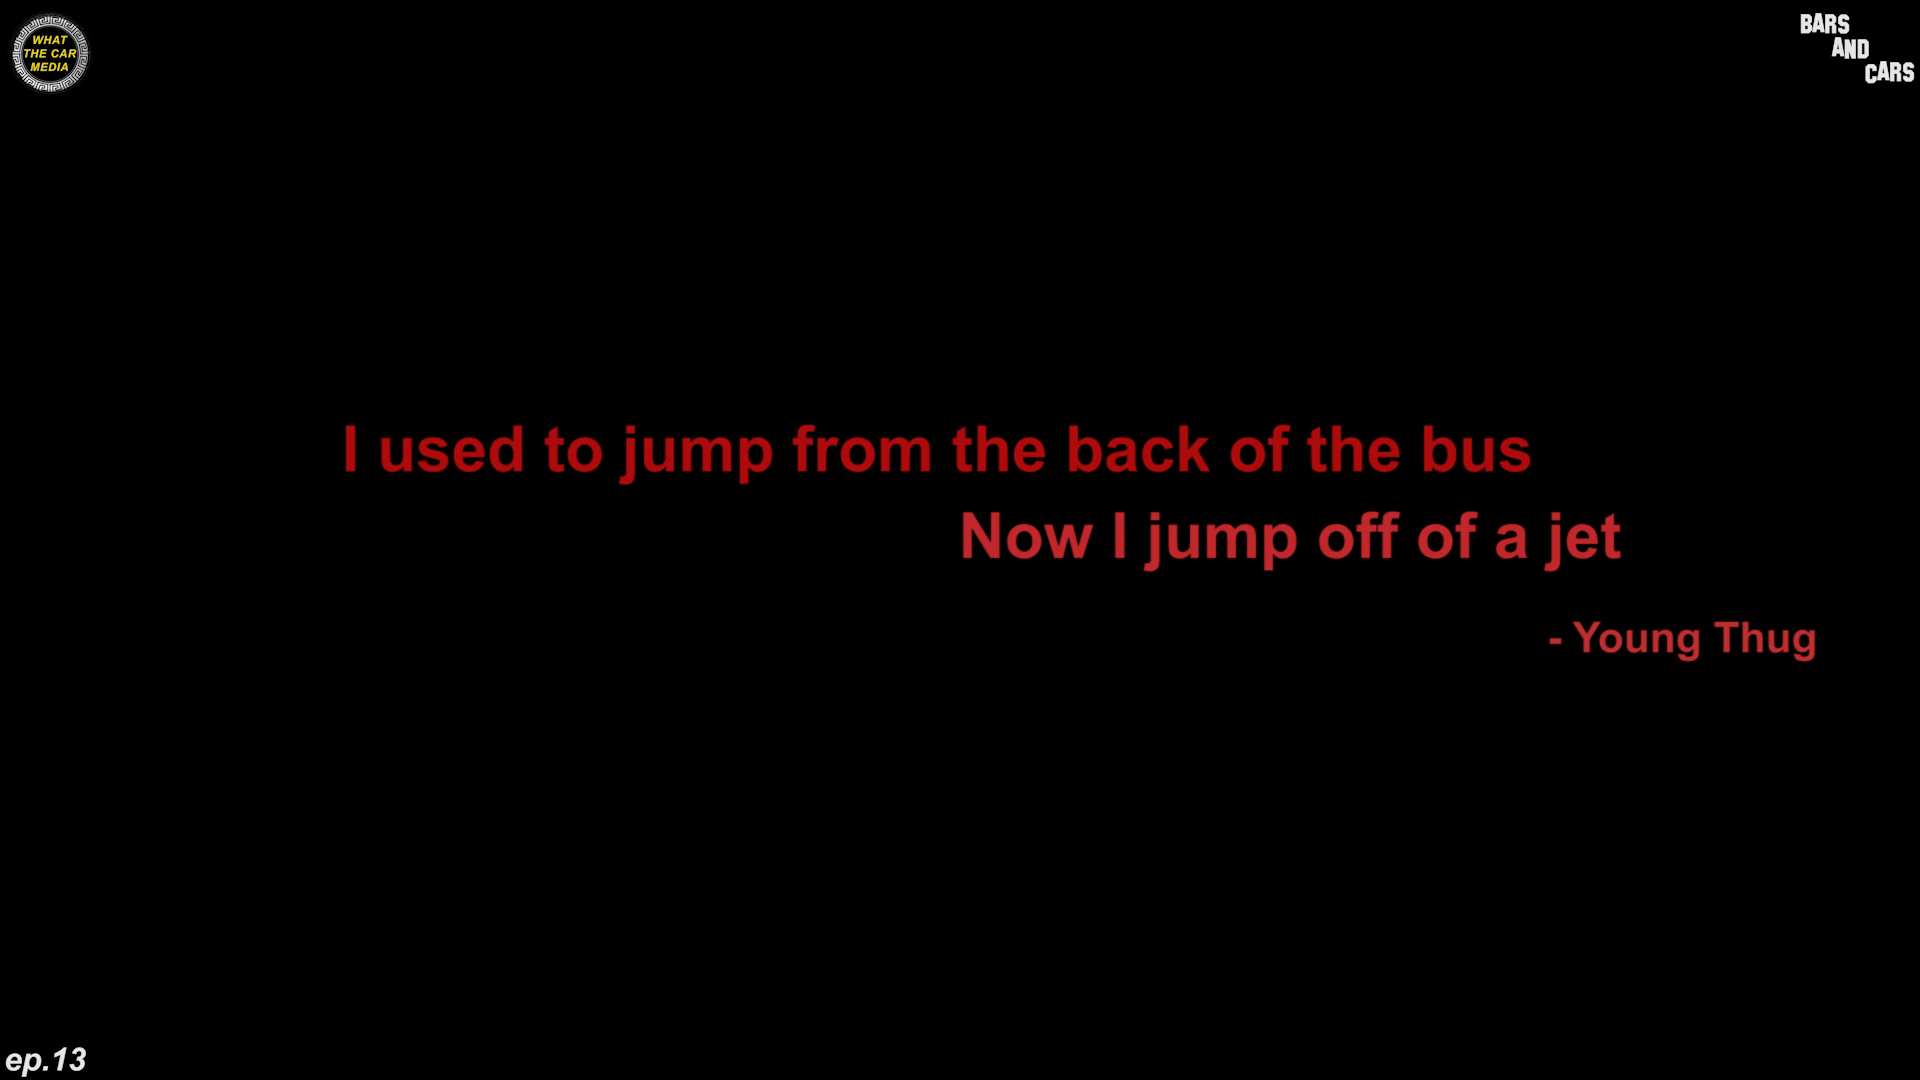 WHAT
THE CAR
MEDIA
BARS
AND
CARS
I used to jump from the back of the bus
Now I jump off of a jet
- Young Thug
ep.13